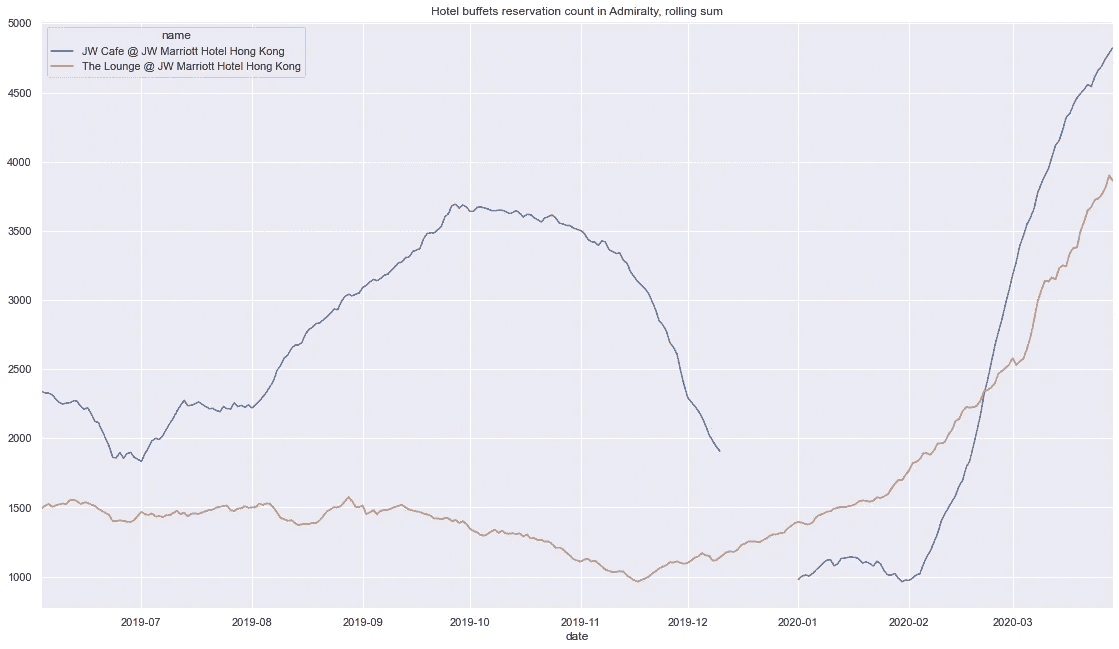 Hotel buffets reservation count in Admiralty, rolling sum
name
JW Cafe @ JW Marriott Hotel Hong Kong
The Lounge @ JW Marriott Hotel Hong Kong
5000
4500
4000
3500
3000
2500
2000
1500
1000
2019-07 2019-08 2019-09 2019-10 2019-11 2019-12 2020-01 2020-02 2020-03
date